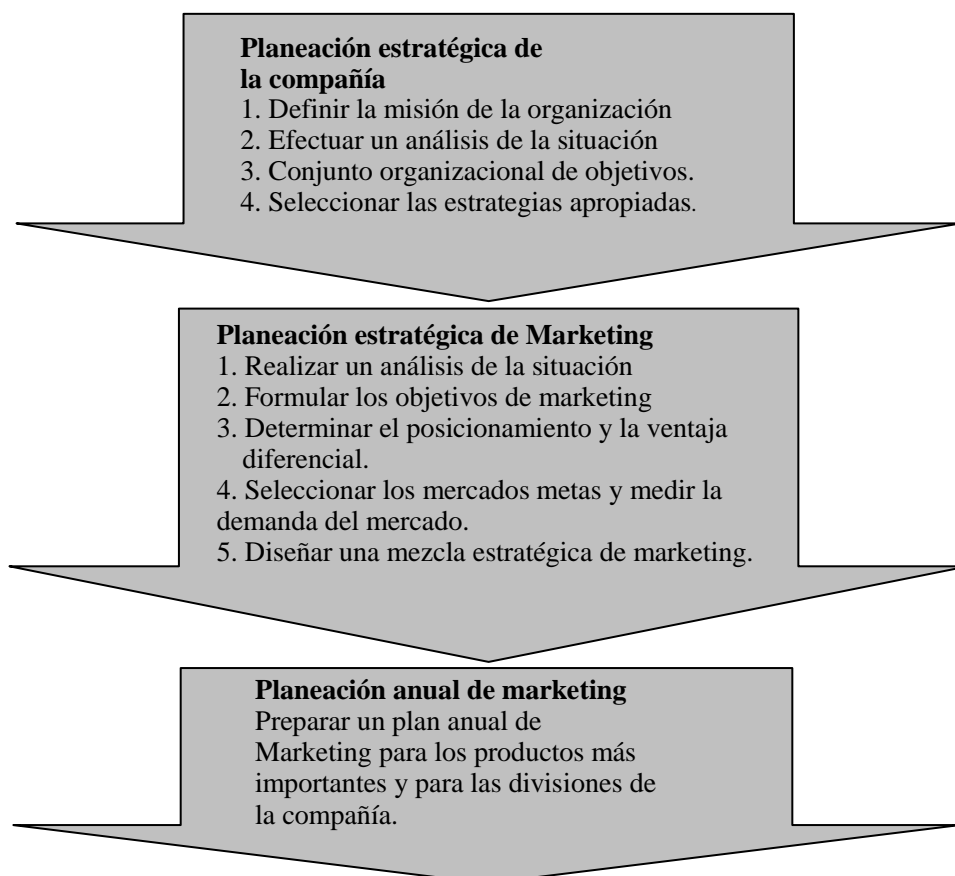 Planeación estratégica de
la compañía
1. Definir la misión de la organización
2. Efectuar un análisis de la situación
3. Conjunto organizacional de objetivos.
4. Seleccionar las estrategias apropiadas.
Planeación estratégica de Marketing
1. Realizar un análisis de la situación
2. Formular los objetivos de marketing
3. Determinar el posicionamiento y la ventaja
diferencial.
4. Seleccionar los mercados metas y medir la
demanda del mercado.
5. Diseñar una mezcla estratégica de marketing.
Planeación anual de marketing
Preparar un plan anual de
Marketing para los productos más
importantes y para las divisiones de
la compañía.